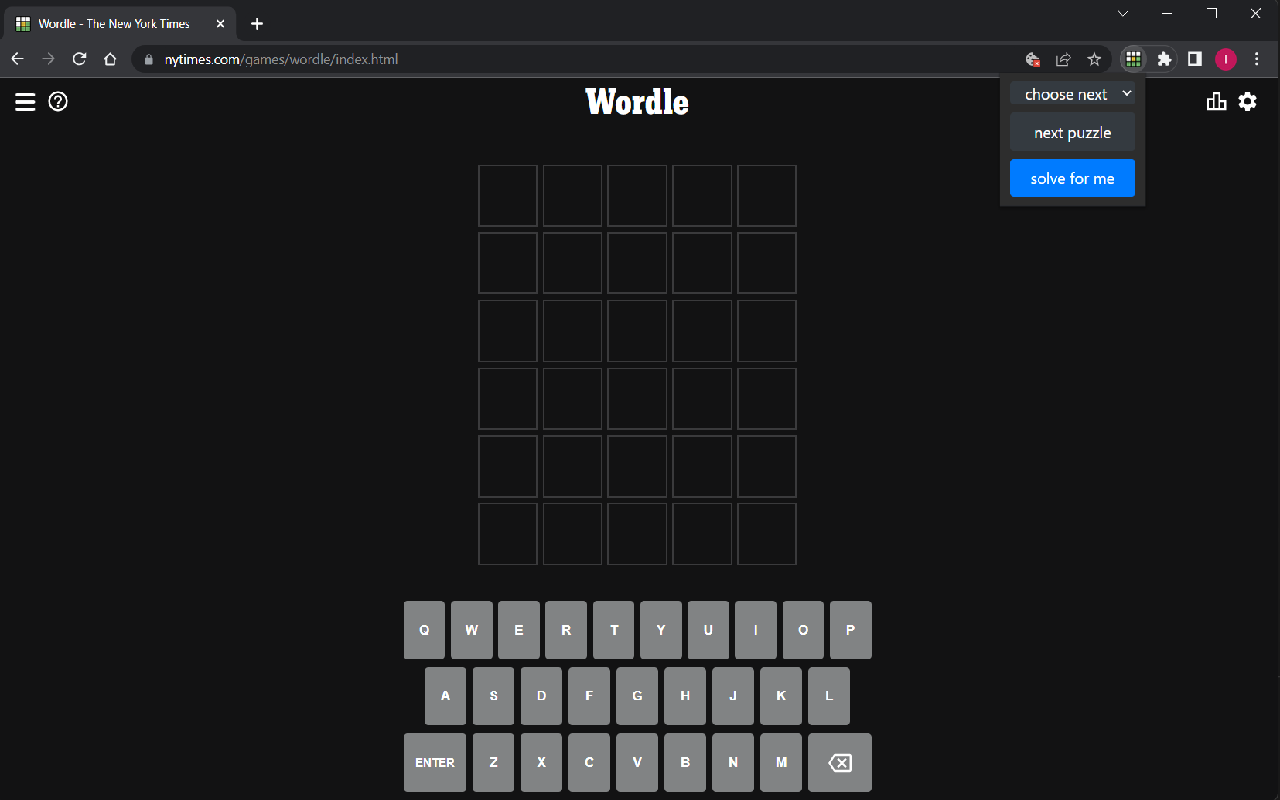 Wordle - The New York Times
nytimes.com/games/wordle/index.html
I
Wordle
choose next
next puzzle
solve for me
Q W E R T Y U I O P
A S D F G H J K L
ENTER Z X C V B N M